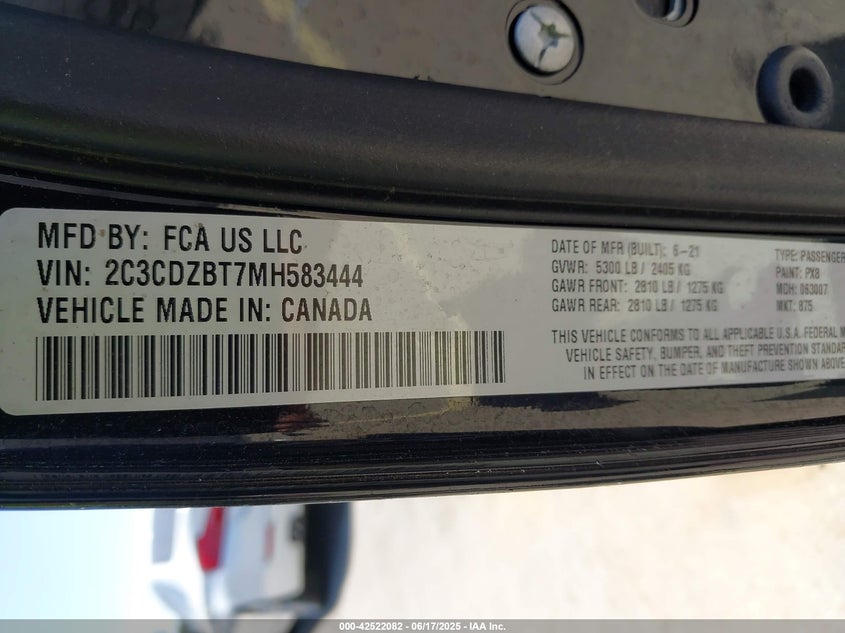 MFD BY: FCA US LLC
VIN: 2C3CDZBT7MH583444
VEHICLE MADE IN: CANADA
DATE OF MFR (BUILT): 6-21
GVWR: 5300 LB / 2405 KG
GAWR FRONT: 2810 LB / 1275 KG
GAWR REAR: 2810 LB / 1275 KG
TYPE: PASSENGER
PAINT: PX8
MDH: 063007
MKT: 875
THIS VEHICLE CONFORMS TO ALL APPLICABLE U.S.A. FEDERAL M
VEHICLE SAFETY, BUMPER, AND THEFT PREVENTION STANDAR
IN EFFECT ON THE DATE OF MANUFACTURE SHOWN ABOVE
000-42522082 - 06/17/2025 - IAA Inc.